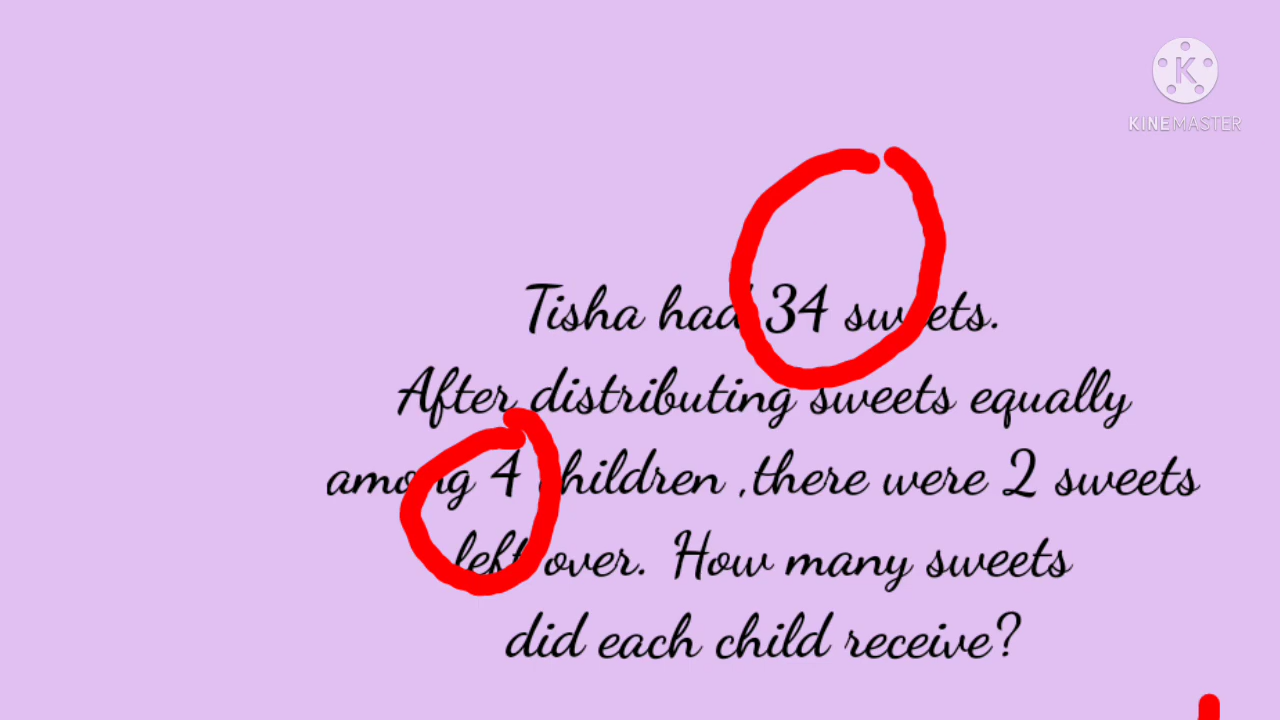 KINEMASTER
Tisha had 34 sweets.
After distributing sweets equally
among 4 children ,there were 2 sweets
left over. How many sweets
did each child receive?